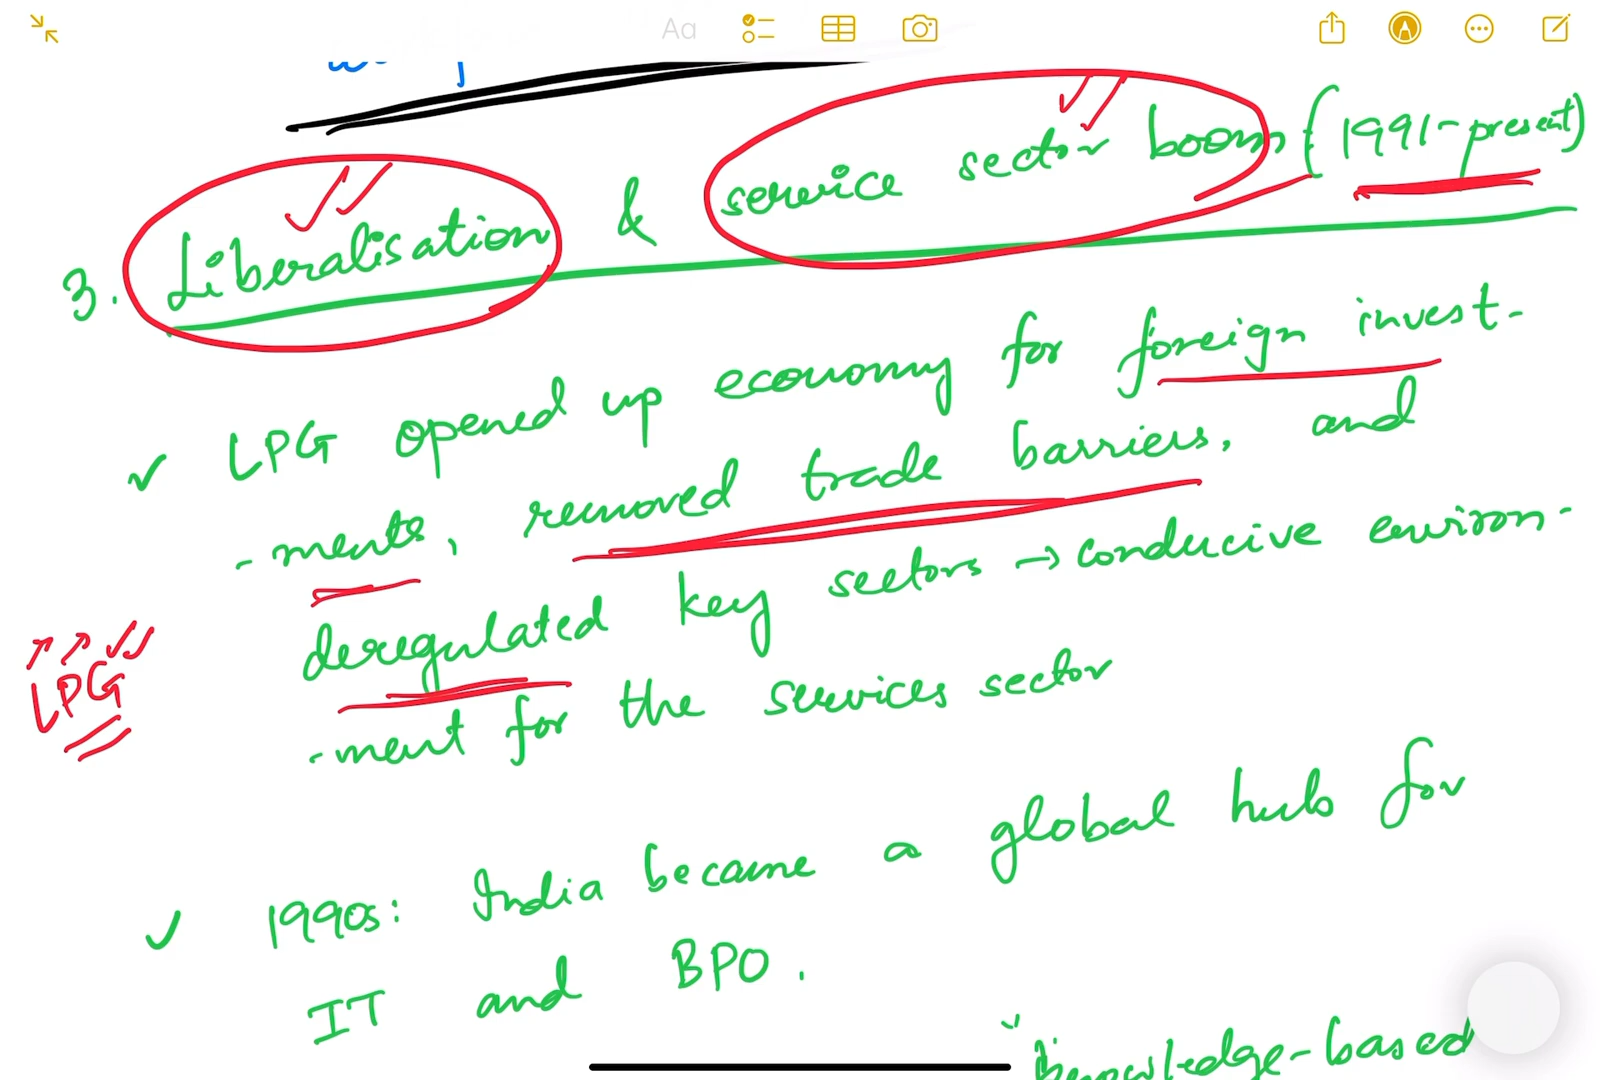 Aa
3. Liberalisation & service sector boom (1991-present)
LPG opened up economy for foreign invest-
-ments, removed trade barriers, and
deregulated key sectors → conducive environ-
-ment for the services sector
LPG
1990s: India became a global hub for
IT and BPO.
knowledge-based